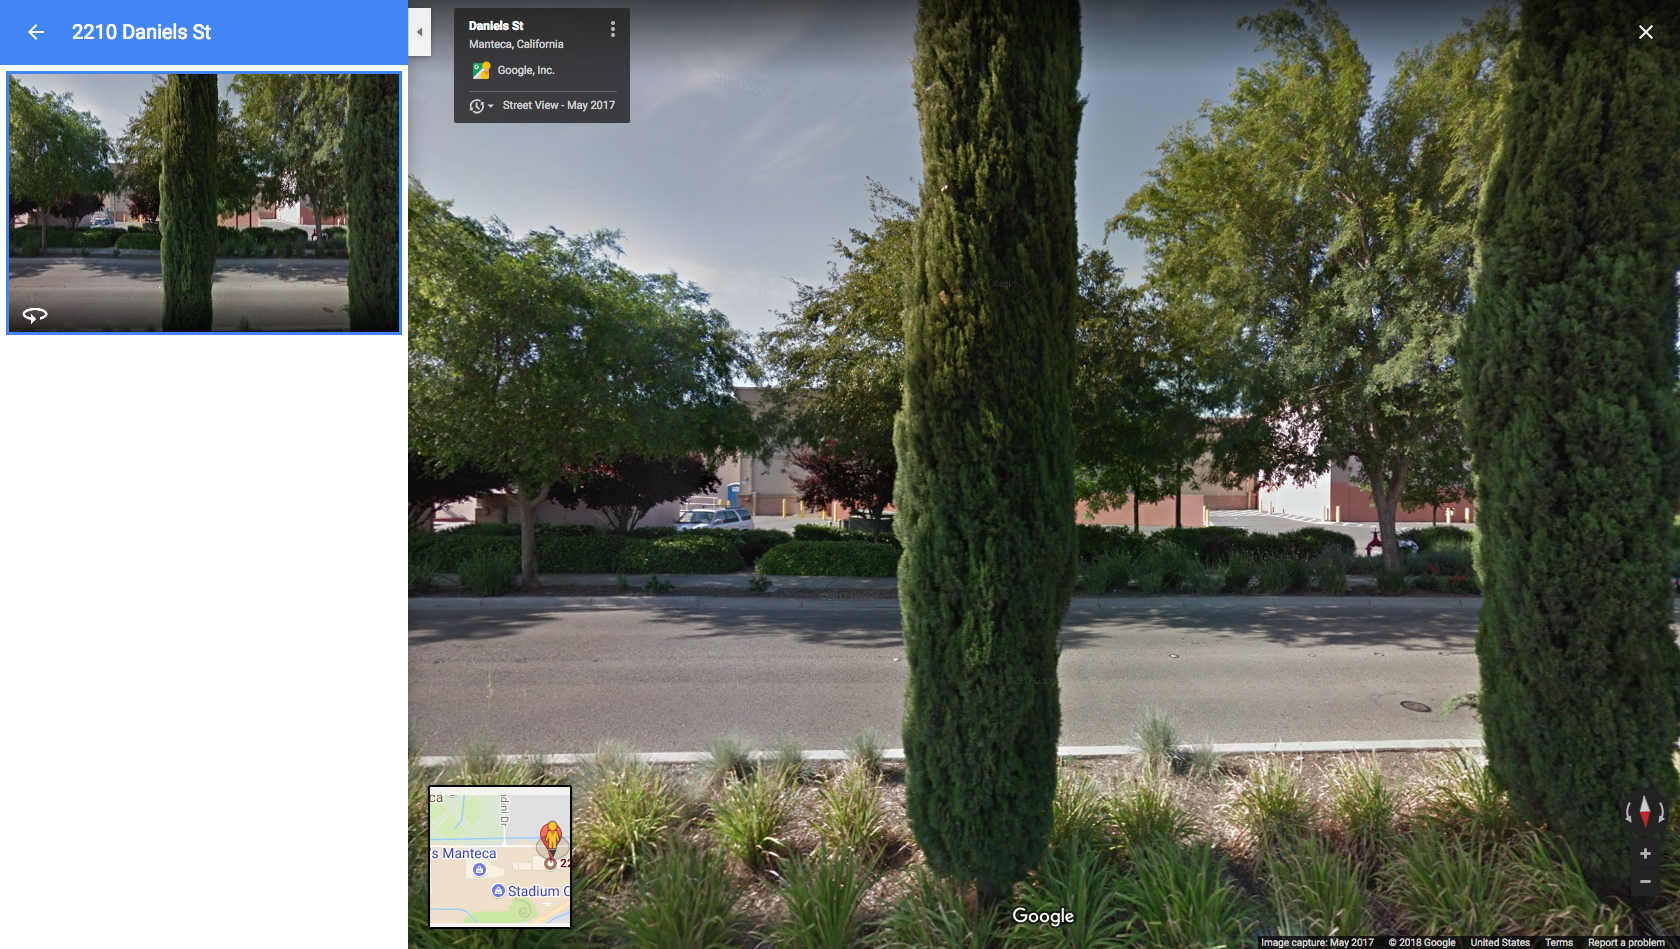 2210 Daniels St
Daniels St
Manteca, California
Google, Inc.
Street View - May 2017
s Manteca
Stadium C
22
Google
Image capture: May 2017 © 2018 Google United States Terms Report a problem